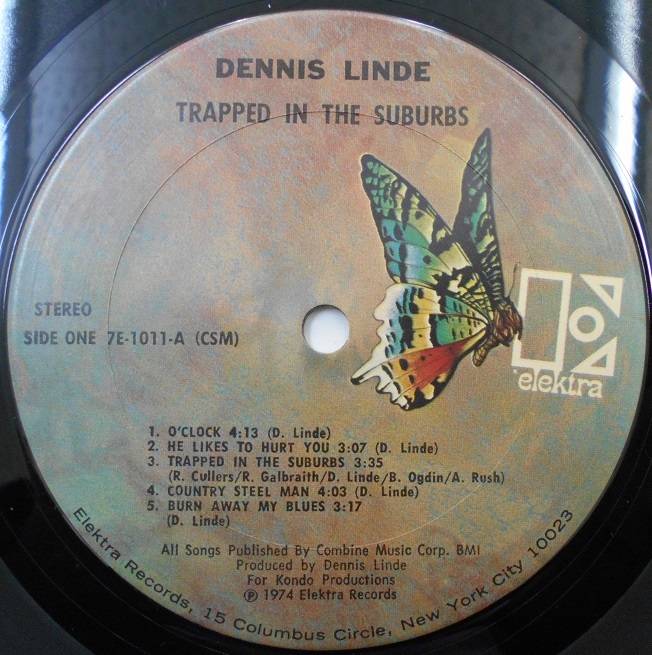 DENNIS LINDE
TRAPPED IN THE SUBURBS
STEREO
SIDE ONE 7E-1011-A (CSM)
elektra
1. O'CLOCK 4:13 (D. Linde)
2. HE LIKES TO HURT YOU 3:07 (D. Linde)
3. TRAPPED IN THE SUBURBS 3:35
(R. Cullers/R. Galbraith/D. Linde/B. Ogdin/A. Rush)
4. COUNTRY STEEL MAN 4:03 (D. Linde)
5. BURN AWAY MY BLUES 3:17
(D. Linde)
All Songs Published By Combine Music Corp. BMI
Produced by Dennis Linde
For Kondo Productions
℗ 1974 Elektra Records
Elektra Records, 15 Columbus Circle, New York City 10023